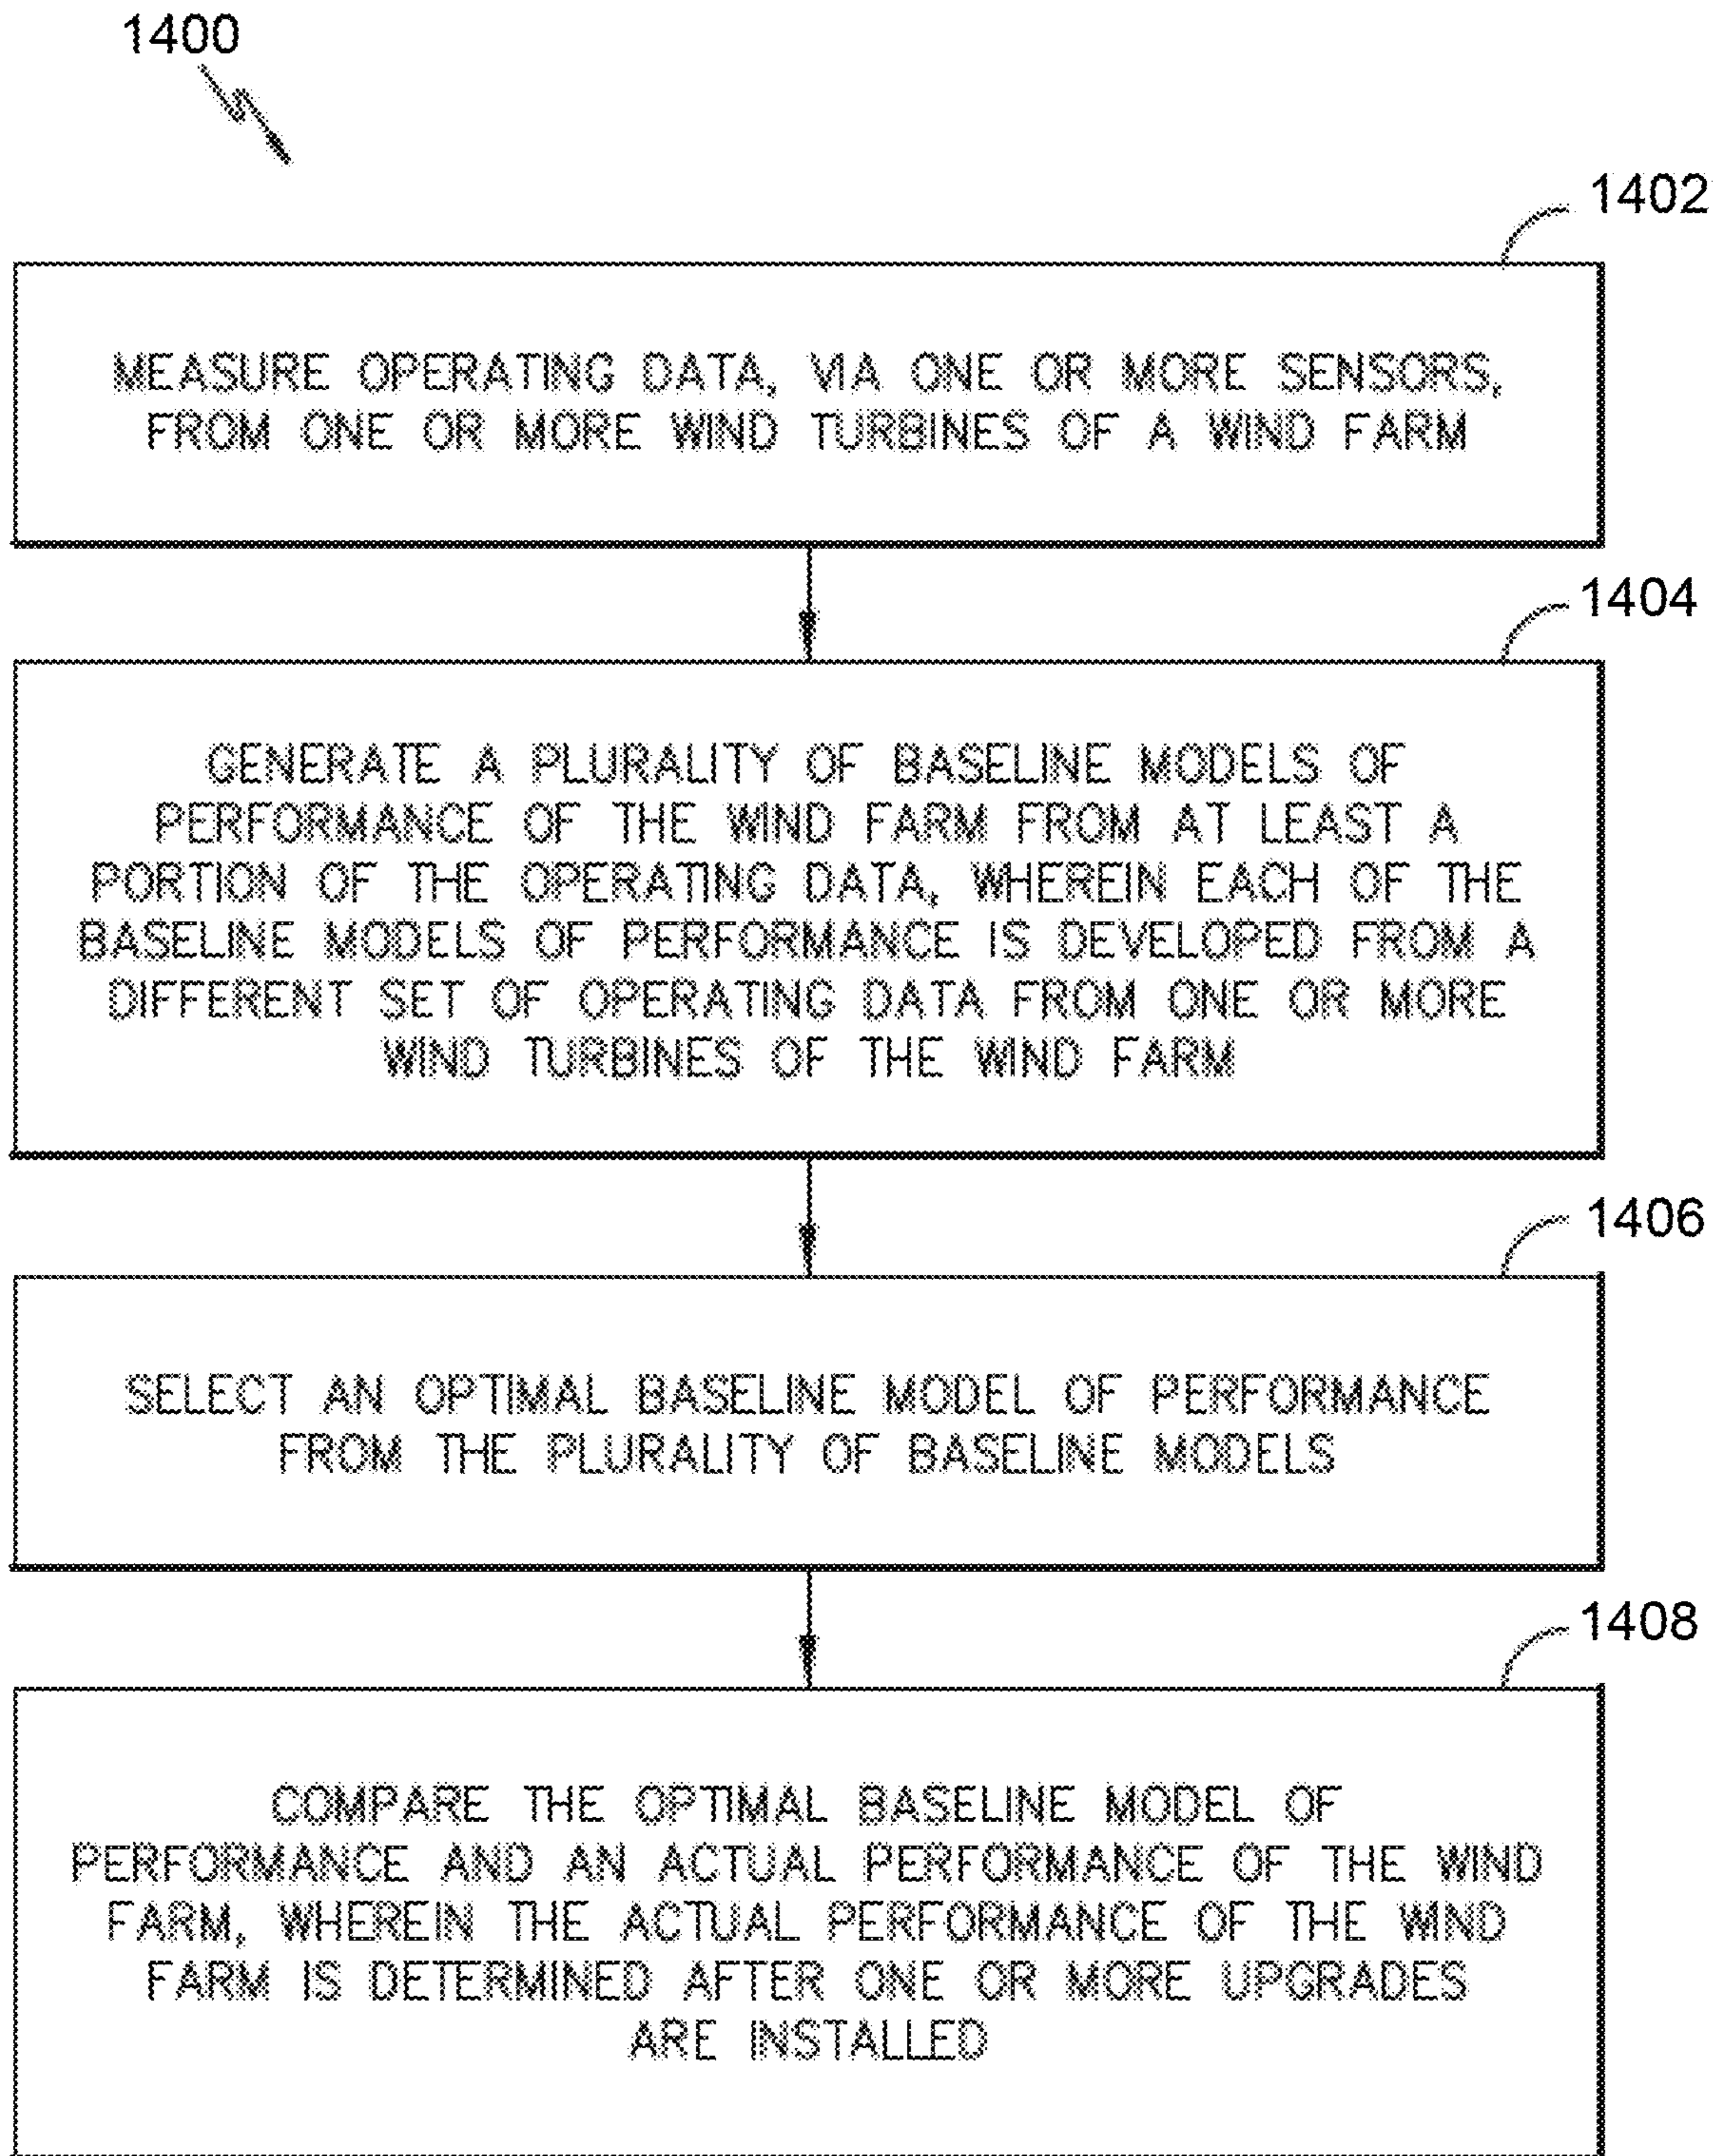 1400
1402
MEASURE OPERATING DATA, VIA ONE OR MORE SENSORS,
FROM ONE OR MORE WIND TURBINES OF A WIND FARM
1404
GENERATE A PLURALITY OF BASELINE MODELS OF
PERFORMANCE OF THE WIND FARM FROM AT LEAST A
PORTION OF THE OPERATING DATA, WHEREIN EACH OF THE
BASELINE MODELS OF PERFORMANCE IS DEVELOPED FROM A
DIFFERENT SET OF OPERATING DATA FROM ONE OR MORE
WIND TURBINES OF THE WIND FARM
1406
SELECT AN OPTIMAL BASELINE MODEL OF PERFORMANCE
FROM THE PLURALITY OF BASELINE MODELS
1408
COMPARE THE OPTIMAL BASELINE MODEL OF
PERFORMANCE AND AN ACTUAL PERFORMANCE OF THE WIND
FARM, WHEREIN THE ACTUAL PERFORMANCE OF THE WIND
FARM IS DETERMINED AFTER ONE OR MORE UPGRADES
ARE INSTALLED